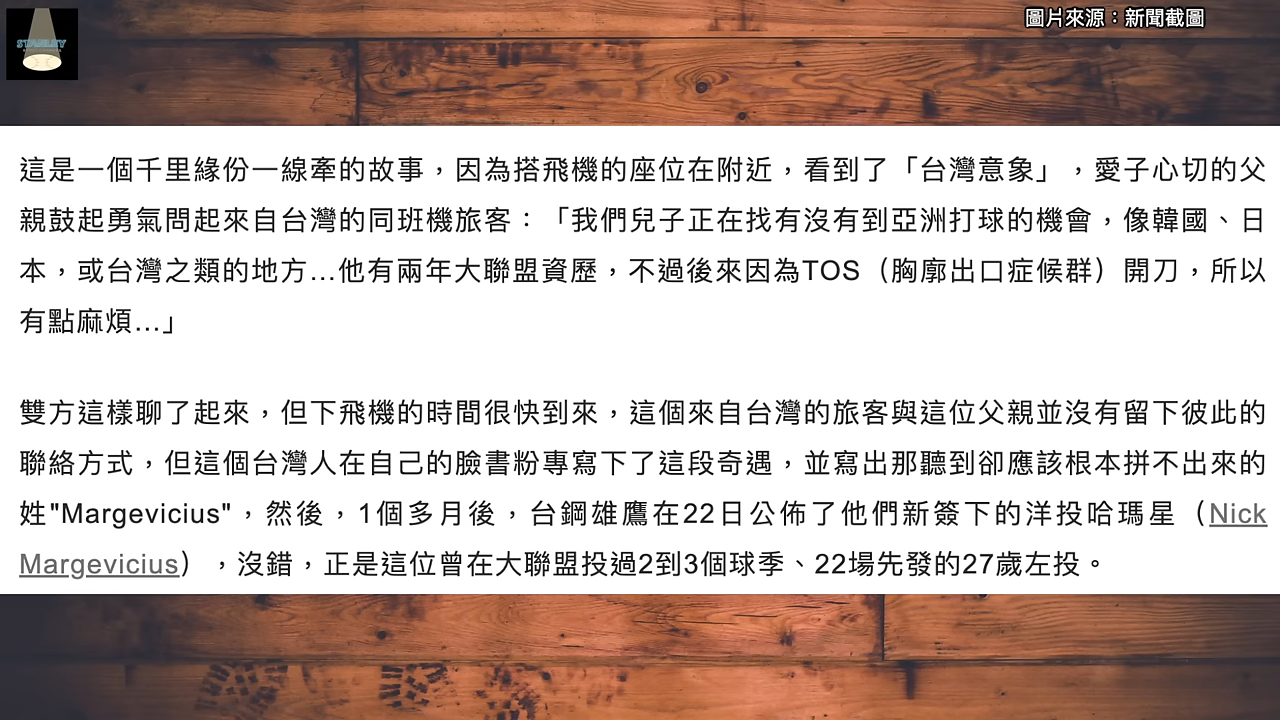 圖片來源：新聞截圖
STANLEY
這是一個千里緣份一線牽的故事，因為搭飛機的座位在附近，看到了「台灣意象」，愛子心切的父
親鼓起勇氣問起來自台灣的同班機旅客：「我們兒子正在找有沒有到亞洲打球的機會，像韓國、日
本，或台灣之類的地方...他有兩年大聯盟資歷，不過後來因為TOS（胸廓出口症候群）開刀，所以
有點麻煩...」
雙方這樣聊了起來，但下飛機的時間很快到來，這個來自台灣的旅客與這位父親並沒有留下彼此的
聯絡方式，但這個台灣人在自己的臉書粉專寫下了這段奇遇，並寫出那聽到卻應該根本拼不出來的
姓"Margevicius"，然後，1個多月後，台鋼雄鷹在22日公佈了他們新簽下的洋投哈瑪星（Nick
Margevicius），沒錯，正是這位曾在大聯盟投過2到3個球季、22場先發的27歲左投。